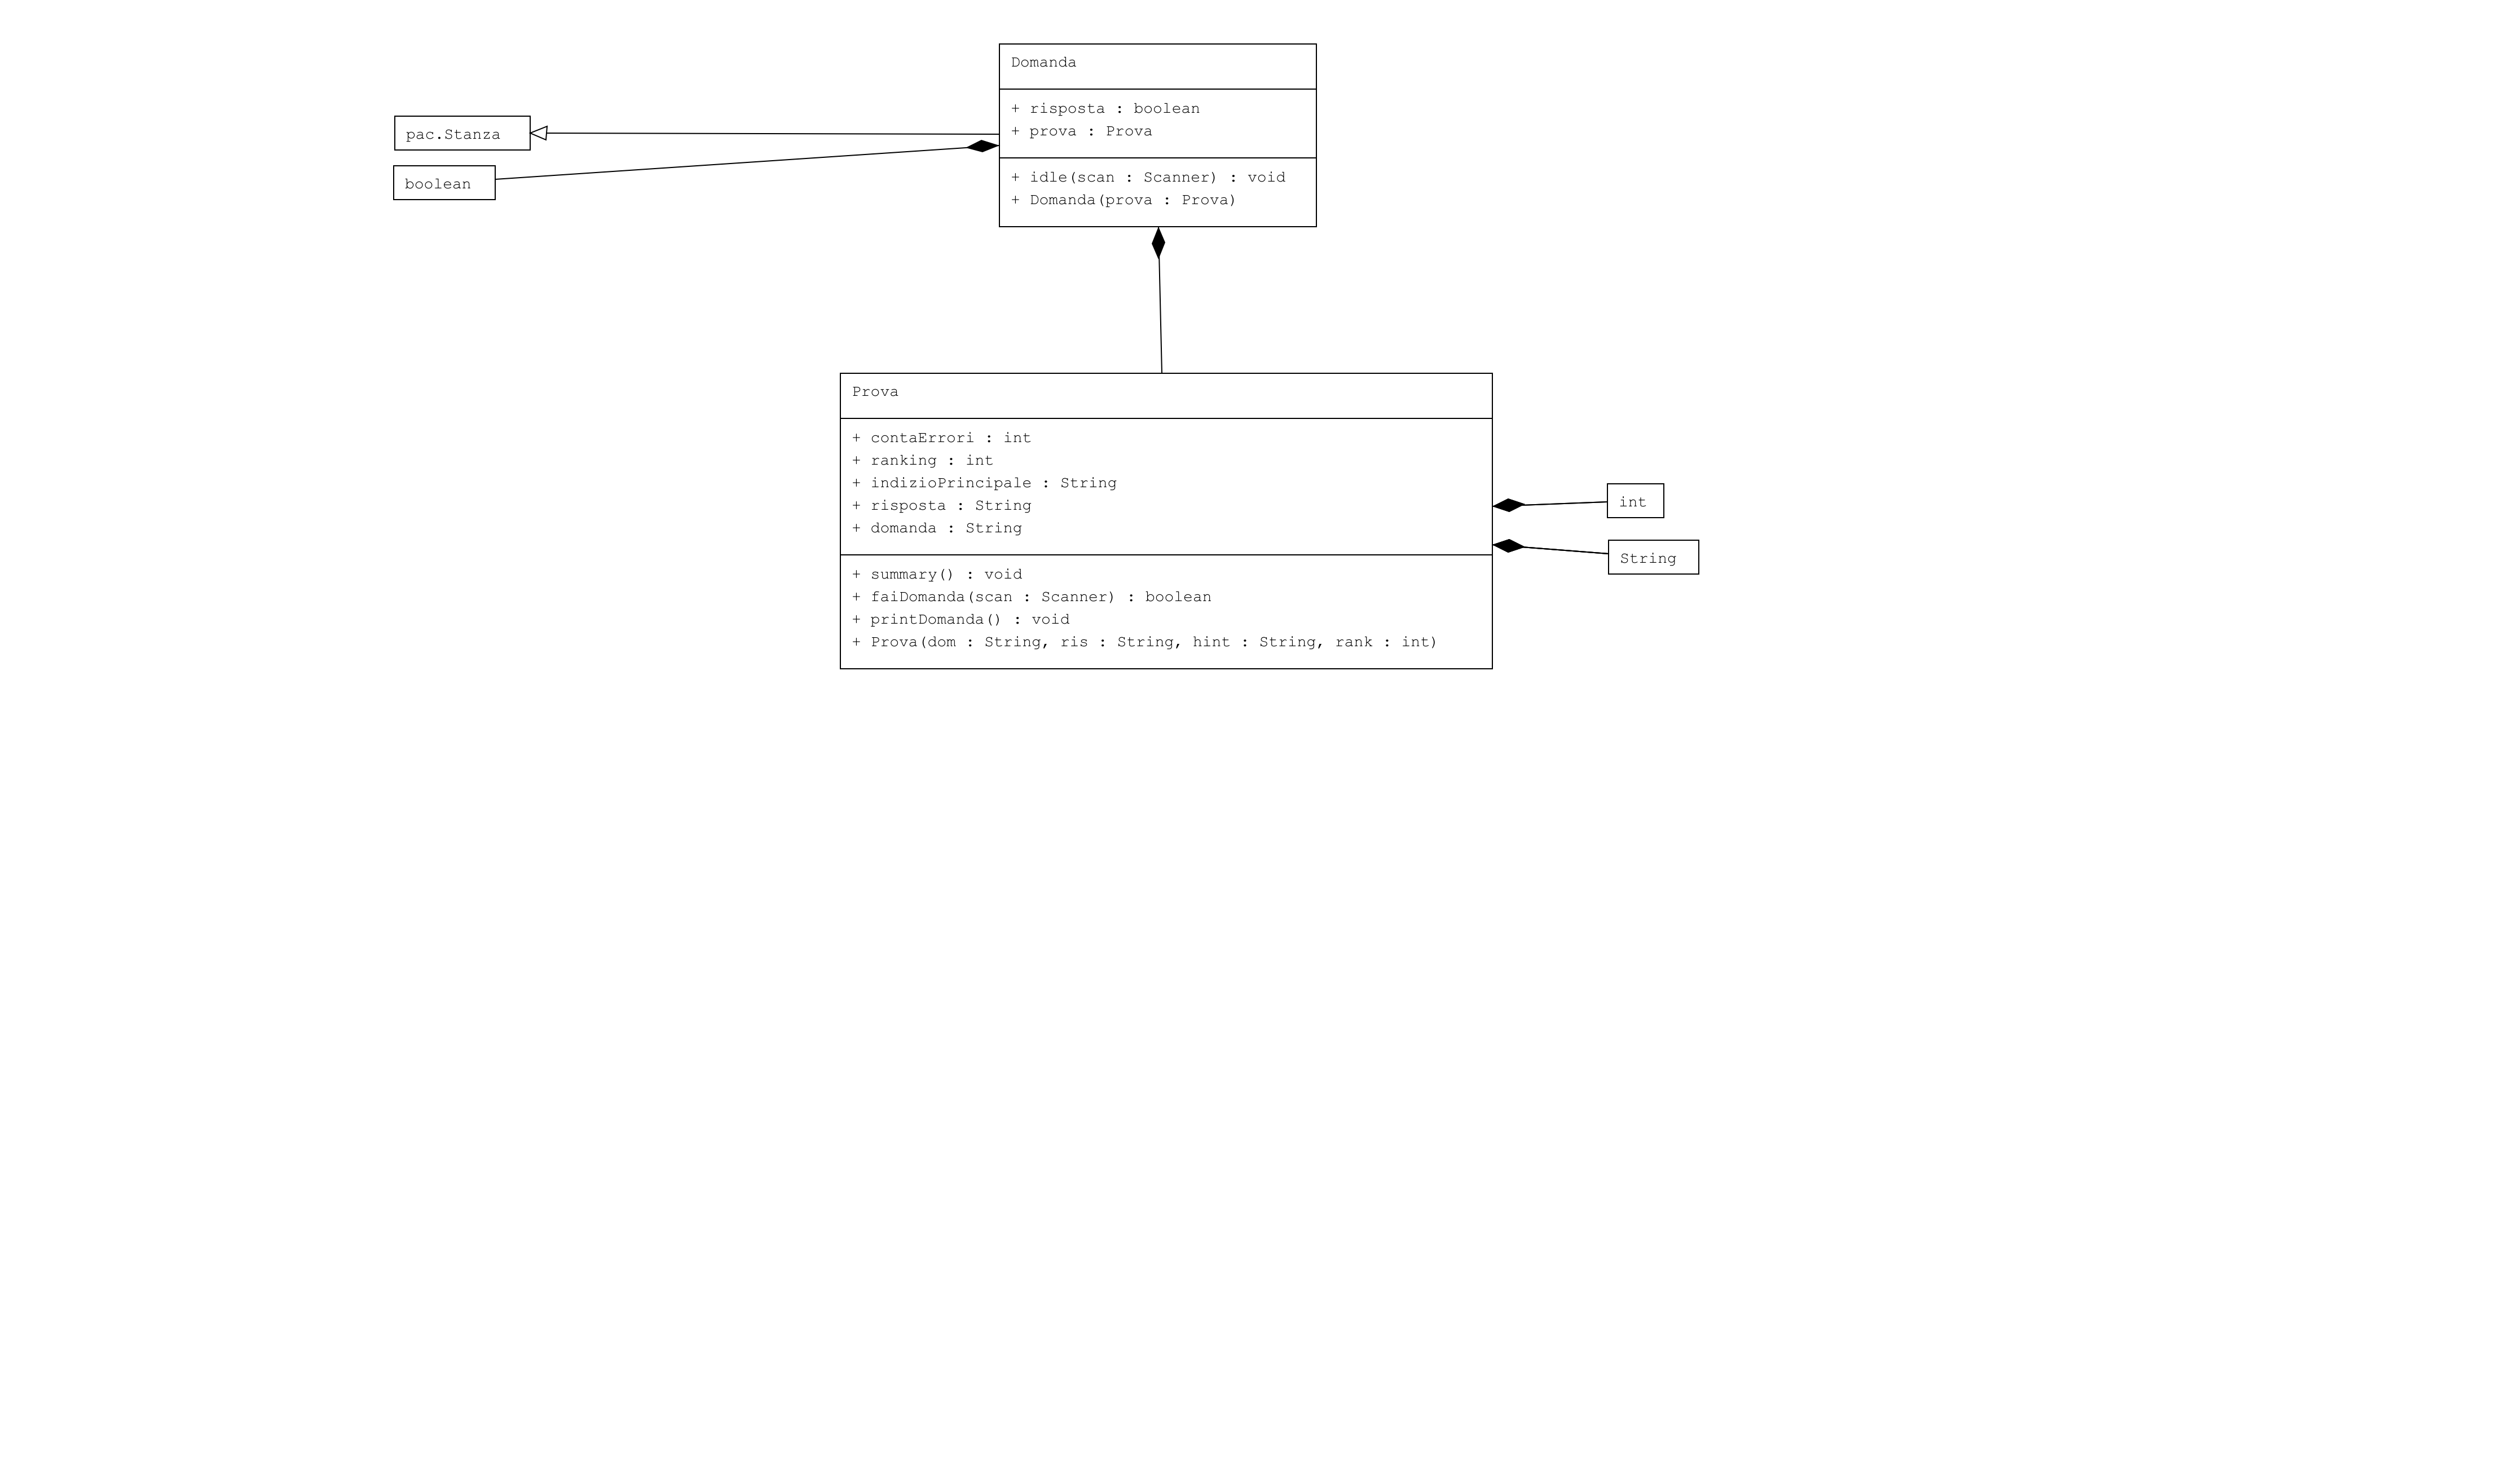 Domanda
+ risposta : boolean
+ prova : Prova
+ idle(scan : Scanner) : void
+ Domanda(prova : Prova)
pac.Stanza
boolean
Prova
+ contaErrori : int
+ ranking : int
+ indizioPrincipale : String
+ risposta : String
+ domanda : String
+ summary() : void
+ faiDomanda(scan : Scanner) : boolean
+ printDomanda() : void
+ Prova(dom : String, ris : String, hint : String, rank : int)
int
String